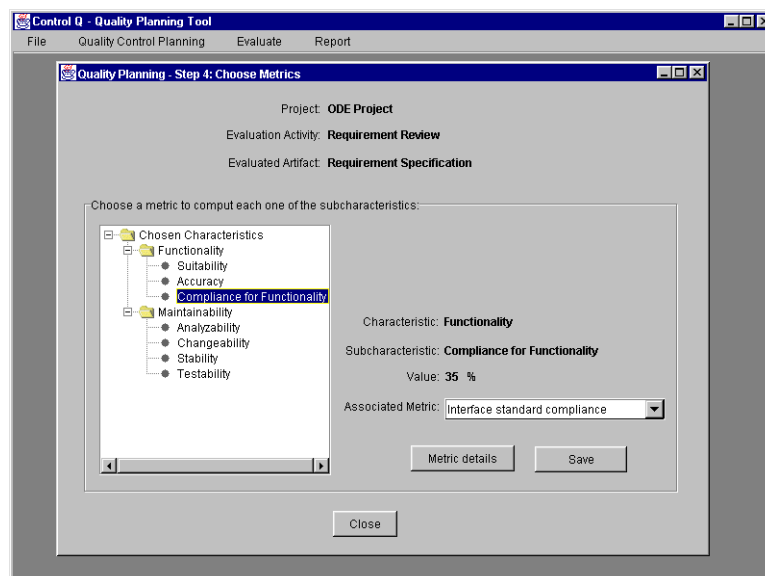 Control Q - Quality Planning Tool
File Quality Control Planning Evaluate Report
Quality Planning - Step 4: Choose Metrics
Project: ODE Project
Evaluation Activity: Requirement Review
Evaluated Artifact: Requirement Specification
Choose a metric to comput each one of the subcharacteristics:
Chosen Characteristics
Functionality
Suitability
Accuracy
Compliance for Functionality
Maintainability
Analyzability
Changeability
Stability
Testability
Characteristic: Functionality
Subcharacteristic: Compliance for Functionality
Value: 35 %
Associated Metric: Interface standard compliance
Metric details Save
Close